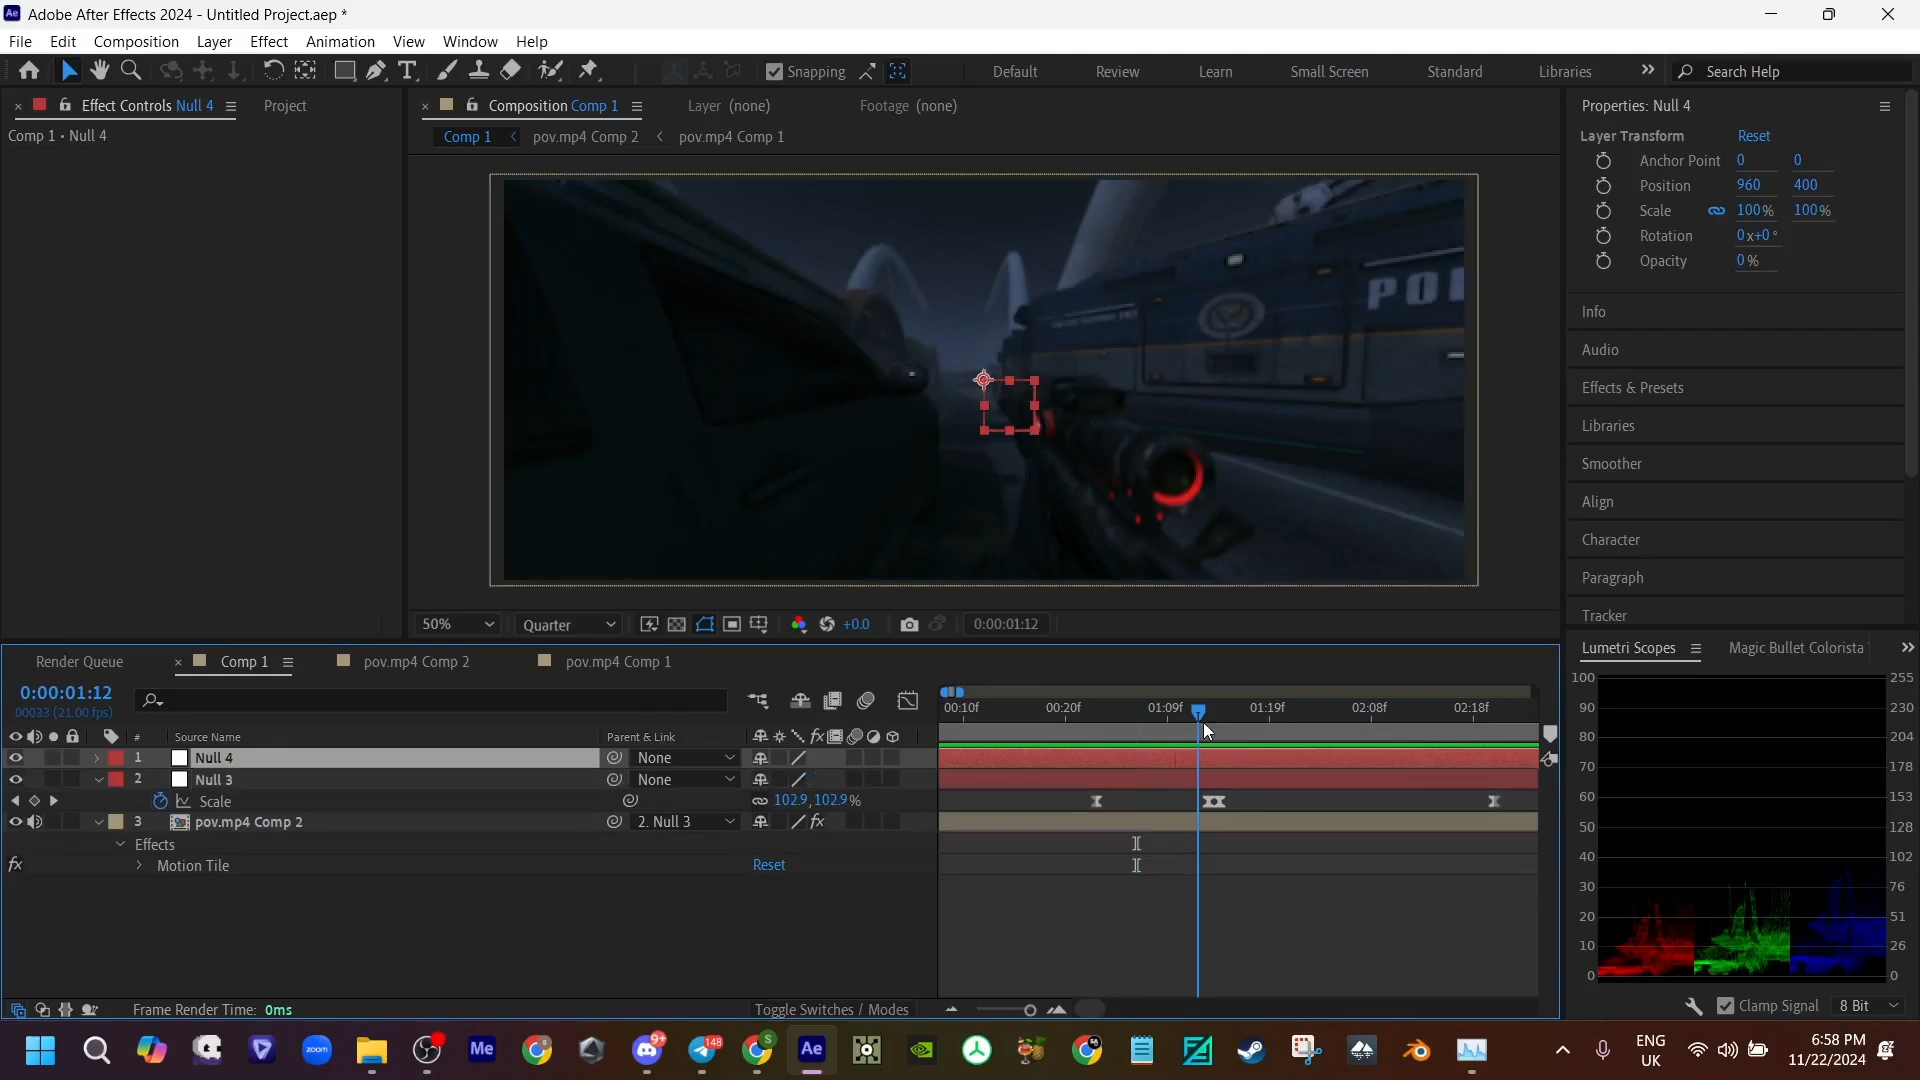 Adobe After Effects 2024 - Untitled Project.aep *
File Edit Composition Layer Effect Animation View Window Help
Snapping Default Review Learn Small Screen Standard Libraries Search Help
Effect Controls Null 4 Project
Composition Comp 1 Layer (none) Footage (none)
Properties: Null 4
Comp 1 • Null 4
Comp 1 pov.mp4 Comp 2 pov.mp4 Comp 1
Layer Transform Reset
Anchor Point 0 0
Position 960 400
Scale 100% 100%
Rotation 0x+0°
Opacity 0%
POL
Info
Audio
Effects & Presets
Libraries
Smoother
Align
Character
Paragraph
Tracker
50% Quarter +0.0 0:00:01:12
Render Queue Comp 1 pov.mp4 Comp 2 pov.mp4 Comp 1
Lumetri Scopes Magic Bullet Colorista
0:00:01:12
00033 (21.00 fps)
00:10f 00:20f 01:09f 01:19f 02:08f 02:18f
# Source Name Parent & Link fx
1 Null 4 None
2 Null 3 None
Scale 102.9, 102.9%
3 pov.mp4 Comp 2 2. Null 3 fx
Effects
fx Motion Tile Reset
100 255
90 230
80 204
70 178
60 153
50 128
40 102
30 76
20 51
10 26
0 0
Frame Render Time: 0ms Toggle Switches / Modes
Clamp Signal 8 Bit
zoom Me 9+ 148 S Ae
ENG
UK
6:58 PM
11/22/2024